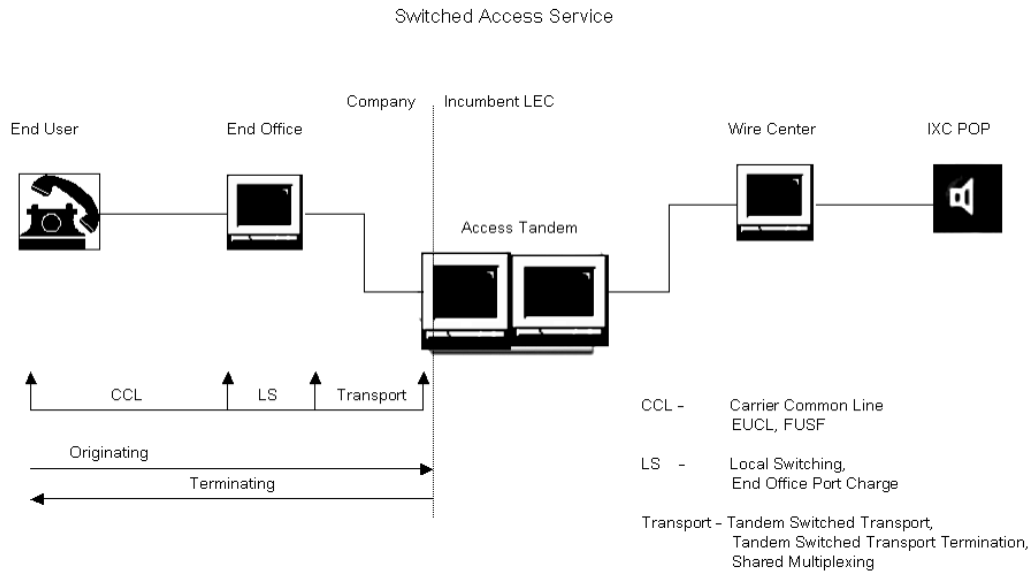 Switched Access Service
Company
Incumbent LEC
End User
End Office
Wire Center
IXC POP
Access Tandem
CCL
LS
Transport
Originating
Terminating
CCL – Carrier Common Line
EUCL, FUSF
LS – Local Switching,
End Office Port Charge
Transport – Tandem Switched Transport,
Tandem Switched Transport Termination,
Shared Multiplexing